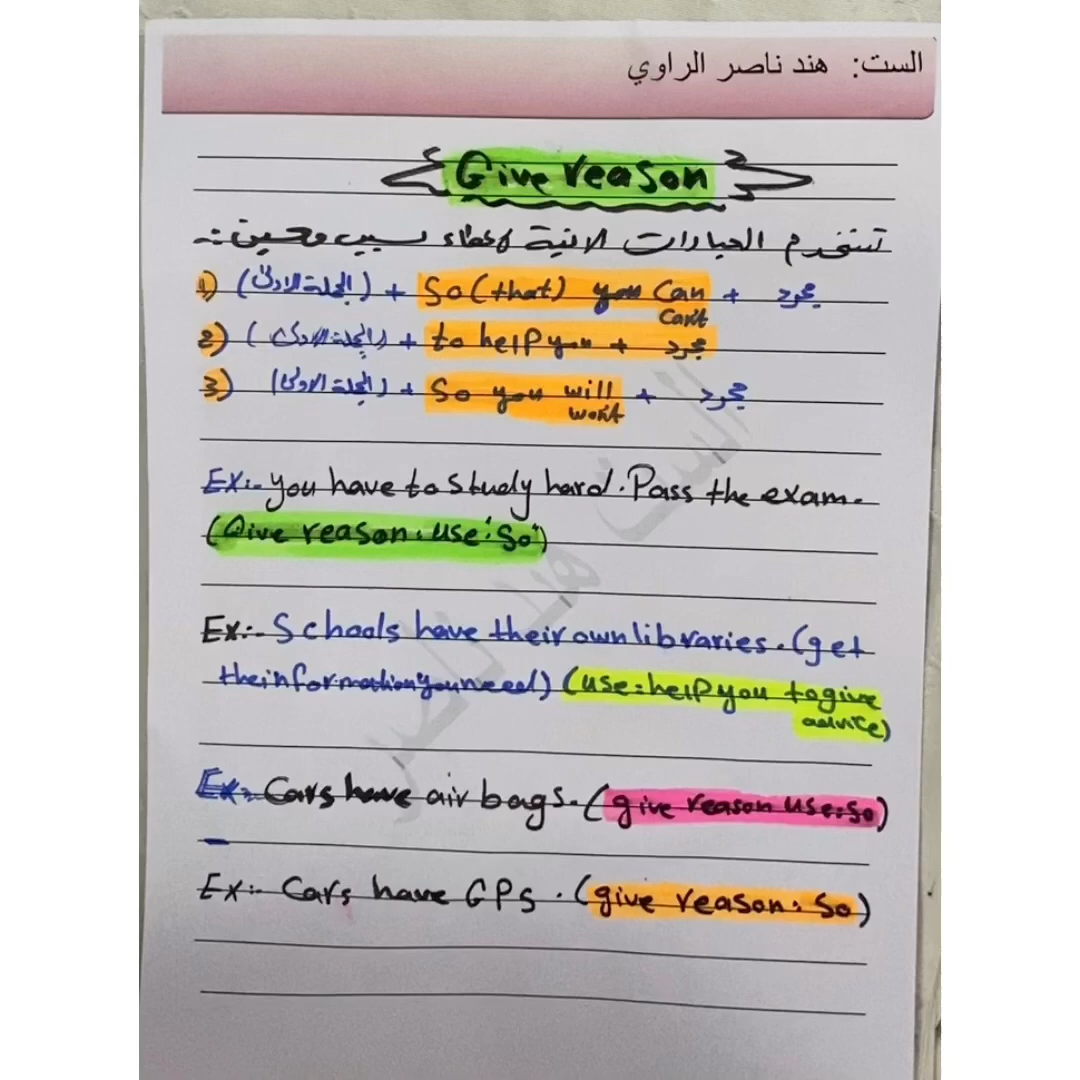 الست: هند ناصر الراوي
Give reason
تستخدم العبارات الاتية لاعطاء سبب معين :-
1) (الجملة الاولى) + So (that) you can + مجرد
can't
2) (الجملة الاولى) + to help you + مجرد
3) (الجملة الاولى) + So you will + مجرد
won't
Ex:- you have to study hard. Pass the exam.
(Give reason: use "So")
Ex:- Schools have their own libraries. (get
the information you need) (use: help you to give
advice)
Ex:- Cars have air bags. (give reason use: so)
Ex:- Cars have GPS. (give reason: So)
الست هند ناصر